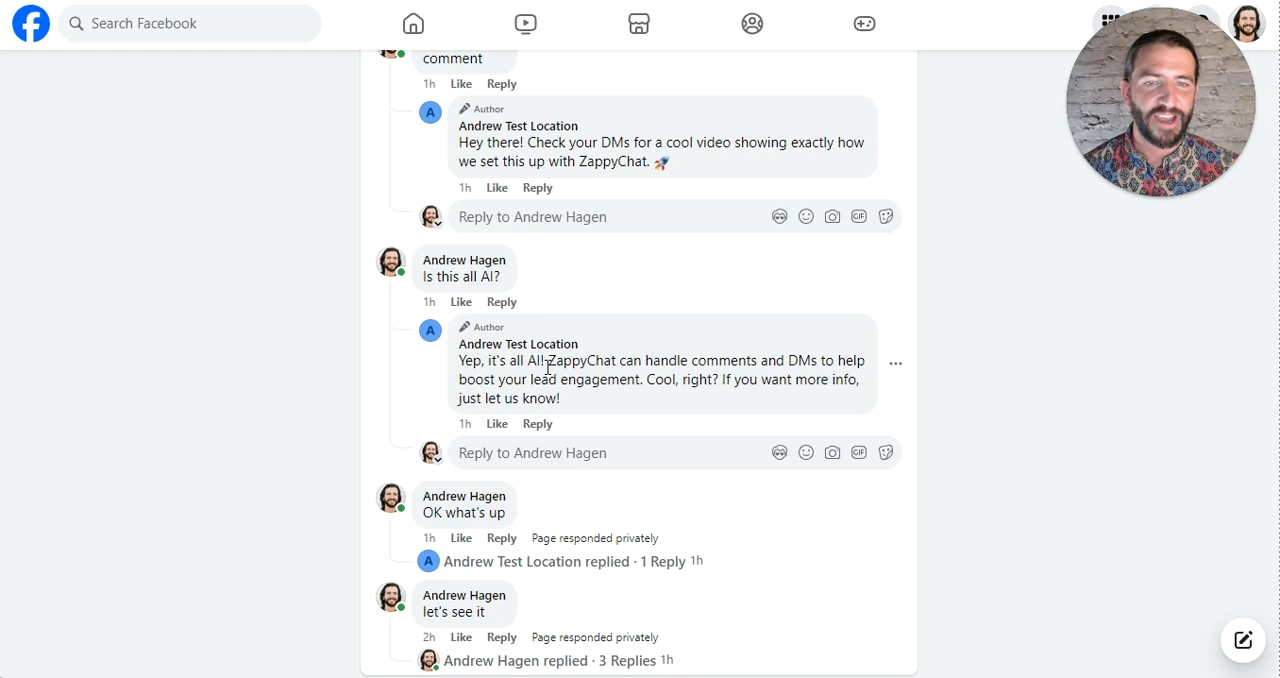 Search Facebook
comment
1h Like Reply
A
Author
Andrew Test Location
Hey there! Check your DMs for a cool video showing exactly how
we set this up with ZappyChat. 🚀
1h Like Reply
Reply to Andrew Hagen
GIF
Andrew Hagen
Is this all AI?
1h Like Reply
A
Author
Andrew Test Location
Yep, it's all AI! ZappyChat can handle comments and DMs to help
boost your lead engagement. Cool, right? If you want more info,
just let us know!
1h Like Reply
Reply to Andrew Hagen
GIF
Andrew Hagen
OK what's up
1h Like Reply Page responded privately
A Andrew Test Location replied · 1 Reply 1h
Andrew Hagen
let's see it
2h Like Reply Page responded privately
Andrew Hagen replied · 3 Replies 1h